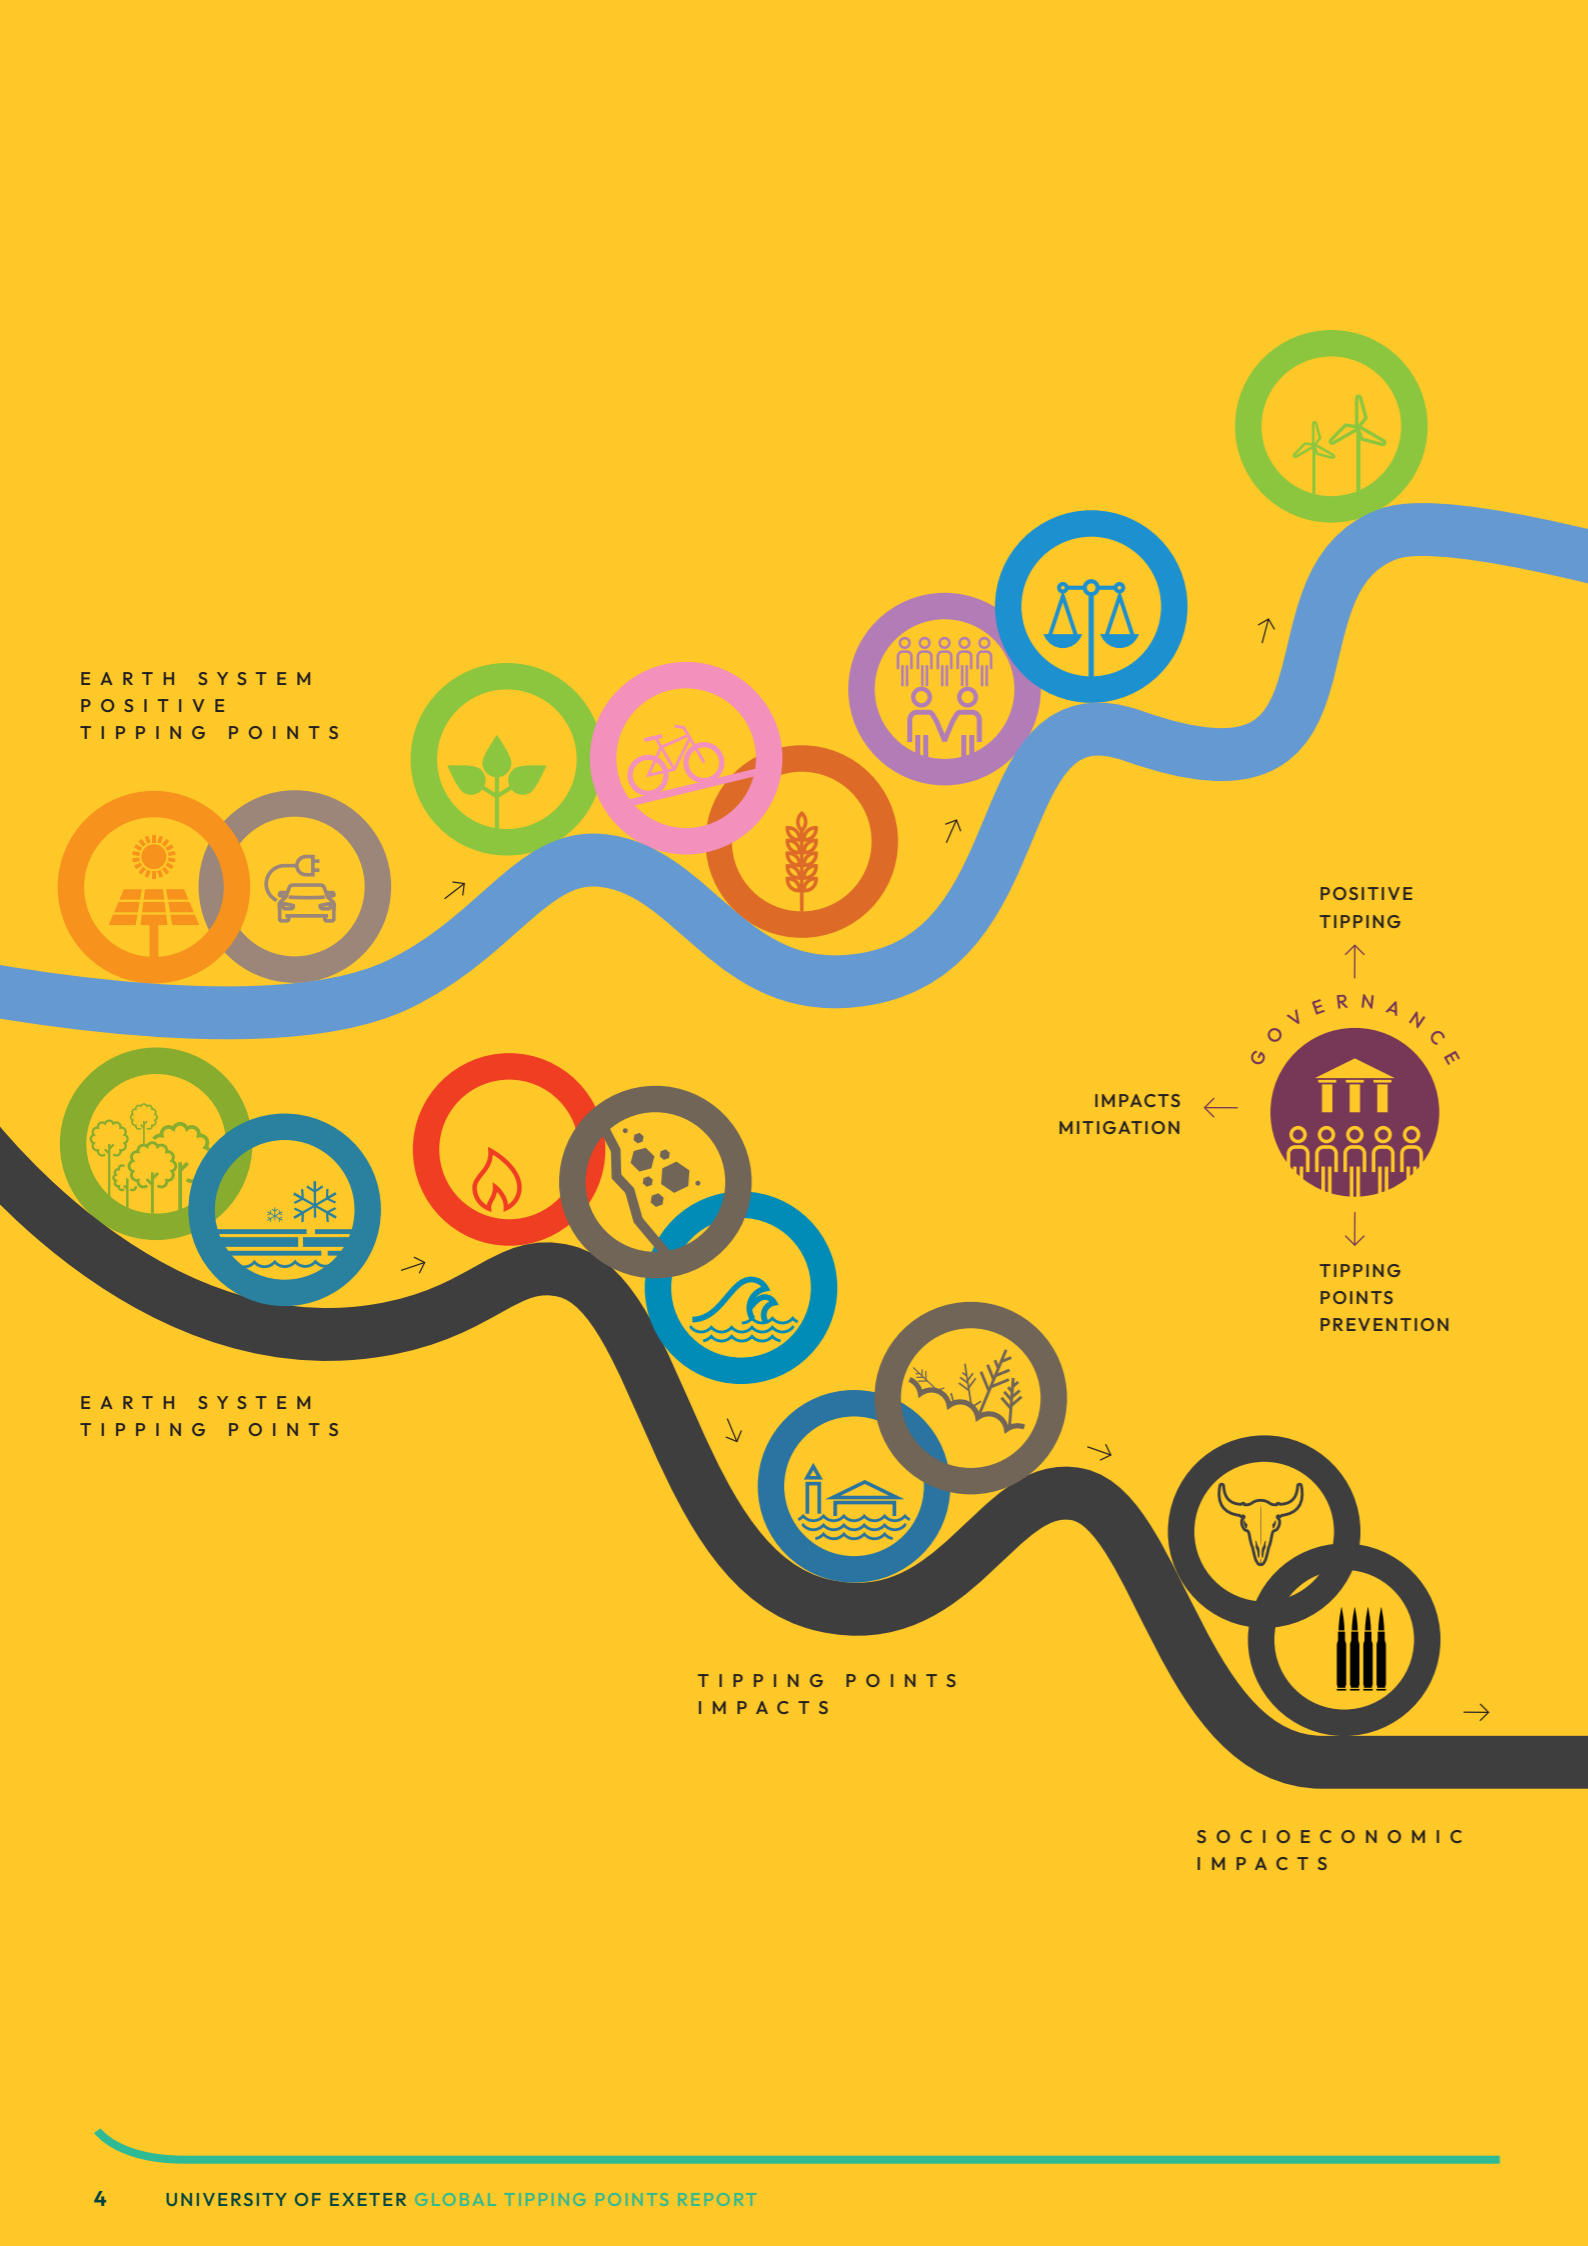 EARTH SYSTEM
POSITIVE
TIPPING POINTS
POSITIVE
TIPPING
GOVERNANCE
IMPACTS
MITIGATION
TIPPING
POINTS
PREVENTION
EARTH SYSTEM
TIPPING POINTS
TIPPING POINTS
IMPACTS
SOCIOECONOMIC
IMPACTS
4 UNIVERSITY OF EXETER GLOBAL TIPPING POINTS REPORT